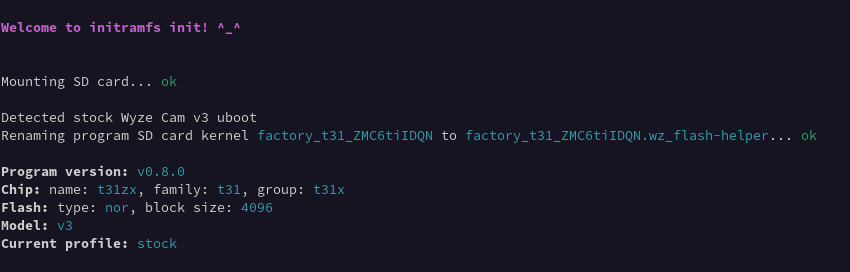 Welcome to initramfs init! ^_^
Mounting SD card... ok
Detected stock Wyze Cam v3 uboot
Renaming program SD card kernel factory_t31_ZMC6tiIDQN to factory_t31_ZMC6tiIDQN.wz_flash-helper... ok
Program version: v0.8.0
Chip: name: t31zx, family: t31, group: t31x
Flash: type: nor, block size: 4096
Model: v3
Current profile: stock